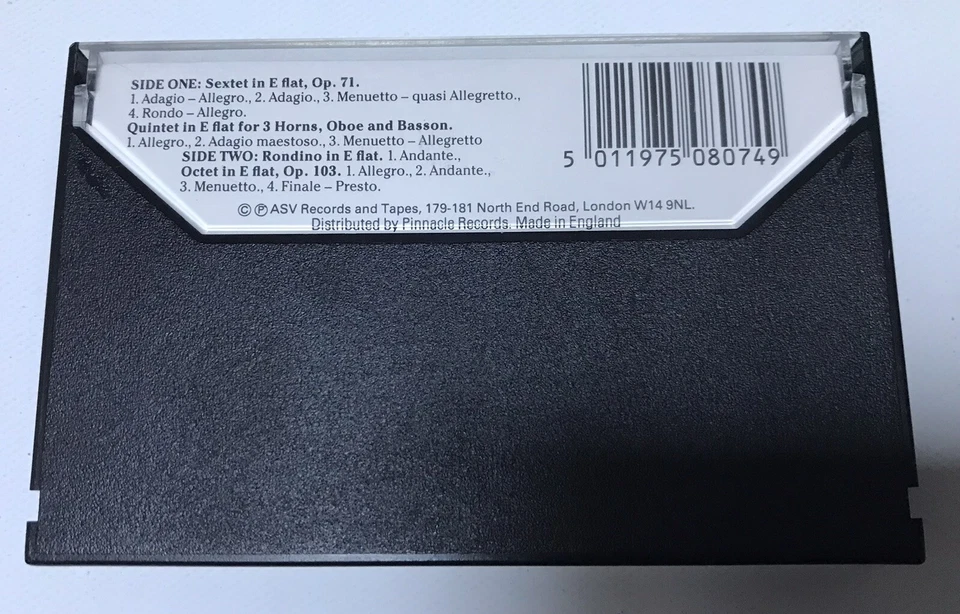 SIDE ONE: Sextet in E flat, Op. 71.
1. Adagio – Allegro., 2. Adagio., 3. Menuetto – quasi Allegretto.,
4. Rondo – Allegro.
Quintet in E flat for 3 Horns, Oboe and Basson.
1. Allegro., 2. Adagio maestoso., 3. Menuetto – Allegretto
SIDE TWO: Rondino in E flat. 1. Andante.,
Octet in E flat, Op. 103. 1. Allegro., 2. Andante.,
3. Menuetto., 4. Finale – Presto.
5 011975 080749
© ℗ ASV Records and Tapes, 179-181 North End Road, London W14 9NL.
Distributed by Pinnacle Records. Made in England